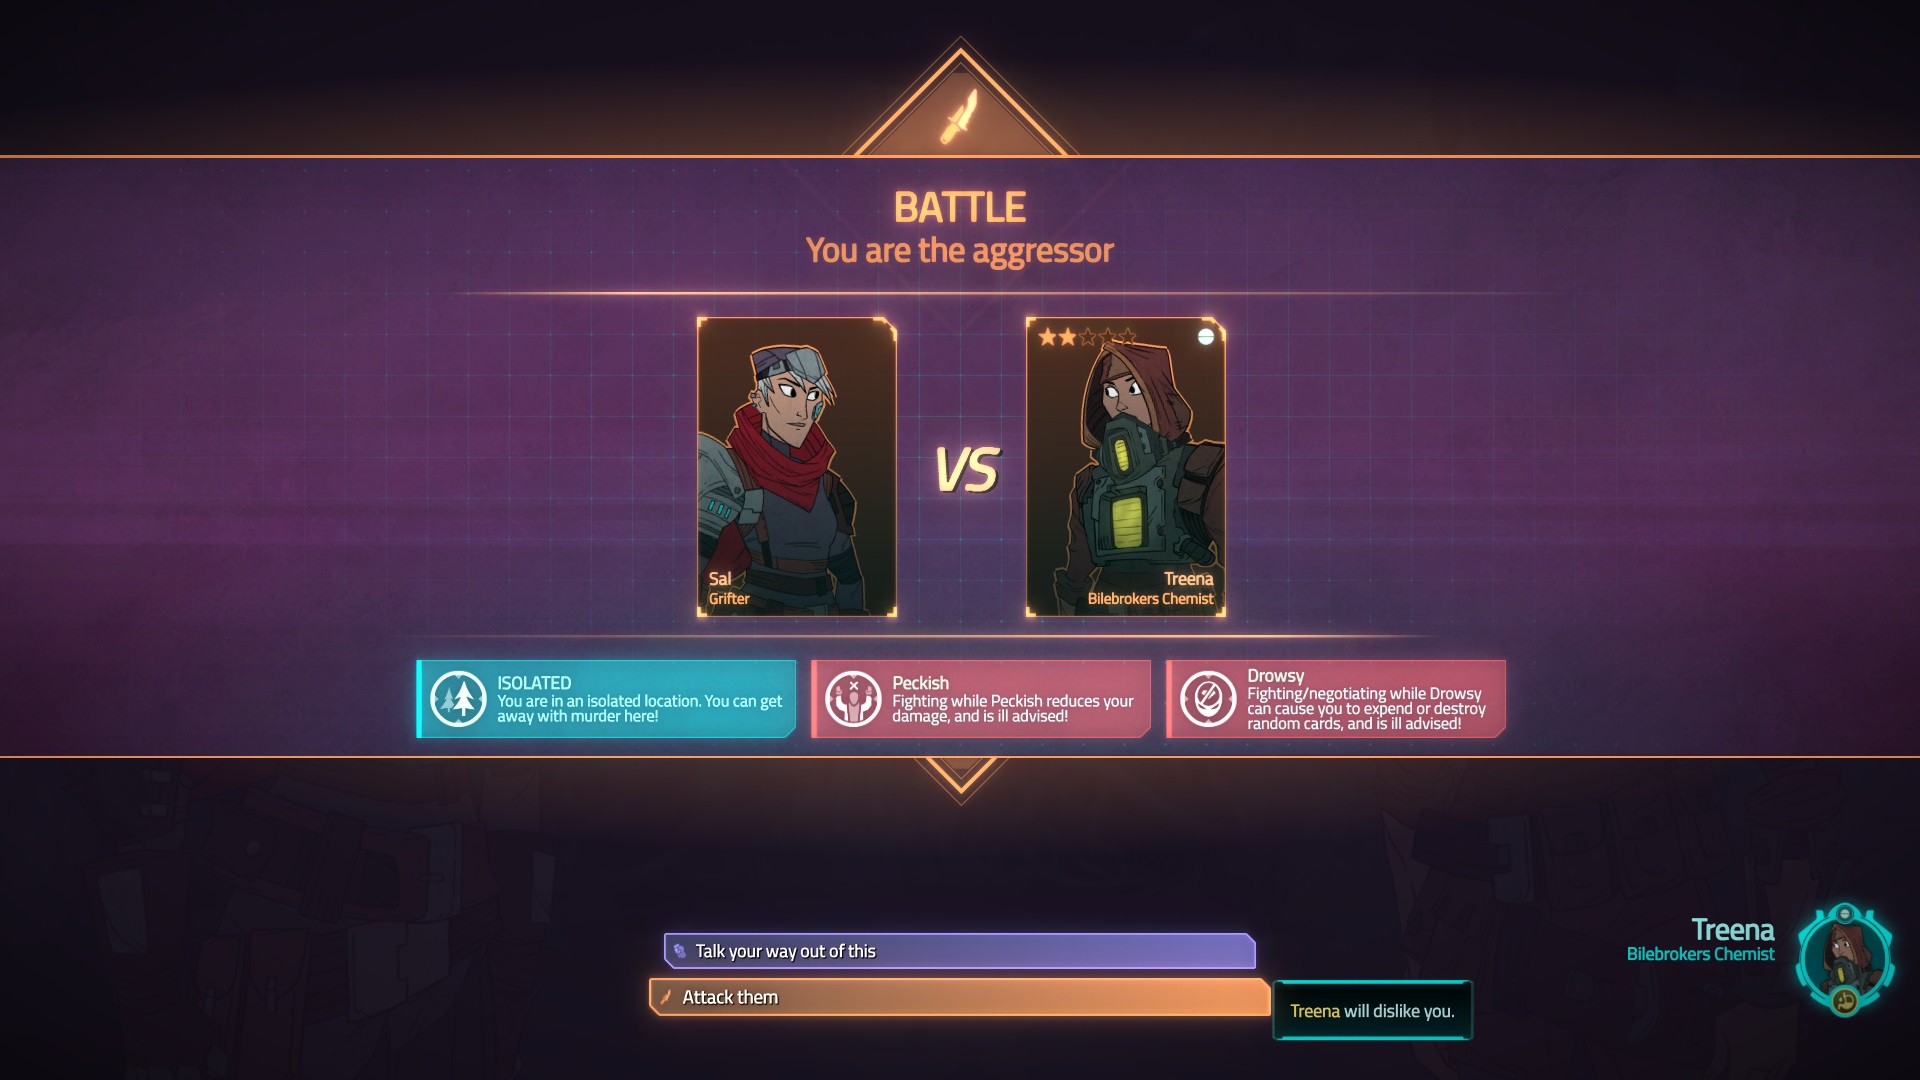 BATTLE
You are the aggressor
Sal
Grifter
VS
Treena
Bilebrokers Chemist
ISOLATED
You are in an isolated location. You can get
away with murder here!
Peckish
Fighting while Peckish reduces your
damage, and is ill advised!
Drowsy
Fighting/negotiating while Drowsy
can cause you to expend or destroy
random cards, and is ill advised!
Talk your way out of this
Attack them
Treena will dislike you.
Treena
Bilebrokers Chemist